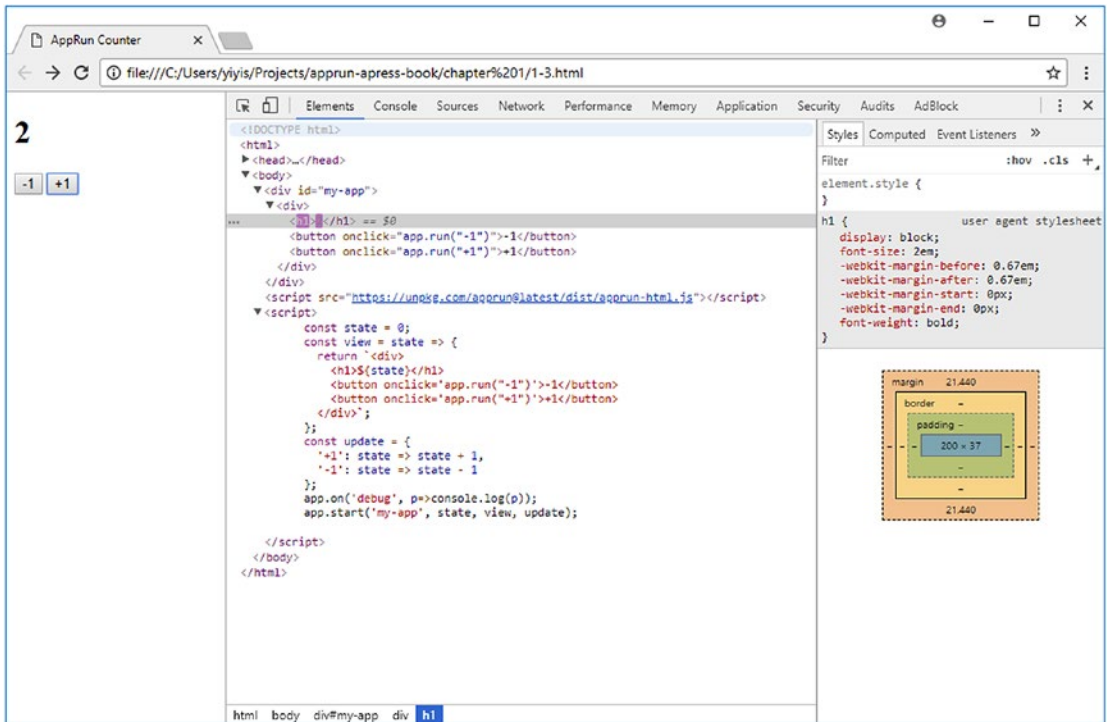 AppRun Counter
file:///C:/Users/yiyis/Projects/apprun-apress-book/chapter%201/1-3.html
2
-1 +1
Elements Console Sources Network Performance Memory Application Security Audits AdBlock
<!DOCTYPE html>
<html>
<head>…</head>
<body>
<div id="my-app">
<div>
... <h1> </h1> == $0
<button onclick="app.run("-1")">-1</button>
<button onclick="app.run("+1")">+1</button>
</div>
</div>
<script src="https://unpkg.com/apprun@latest/dist/apprun-html.js"></script>
<script>
const state = 0;
const view = state => {
return `<div>
<h1>${state}</h1>
<button onclick='app.run("-1")'>-1</button>
<button onclick='app.run("+1")'>+1</button>
</div>`;
};
const update = {
'+1': state => state + 1,
'-1': state => state - 1
};
app.on('debug', p=>console.log(p));
app.start('my-app', state, view, update);
</script>
</body>
</html>
html body div#my-app div h1
Styles Computed Event Listeners »
Filter :hov .cls +
element.style {
}
h1 { user agent stylesheet
display: block;
font-size: 2em;
-webkit-margin-before: 0.67em;
-webkit-margin-after: 0.67em;
-webkit-margin-start: 0px;
-webkit-margin-end: 0px;
font-weight: bold;
}
margin 21.440
border –
padding –
- - - 200 × 37 - - -
–
–
21.440